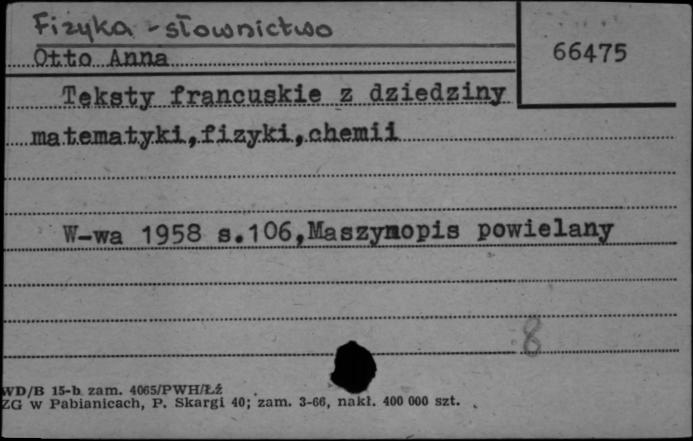 Fizyka - słownictwo
Otto Anna
66475
Teksty francuskie z dziedziny
matematyki,fizyki,chemii
W-wa 1958 s.106,Maszynopis powielany
8
WD/B 15-b zam. 4065/PWH/Łź
ZG w Pabianicach, P. Skargi 40; zam. 3-66, nakł. 400 000 szt.